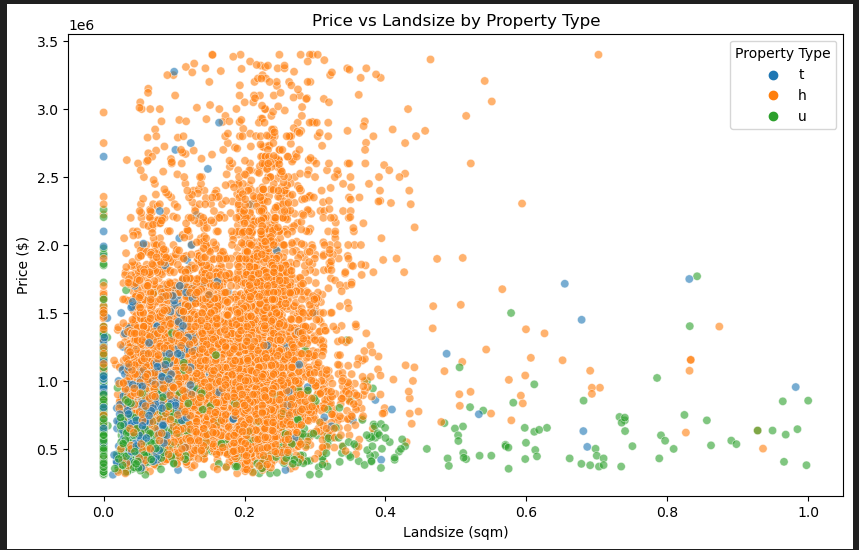 Price vs Landsize by Property Type
1e6
3.5
3.0
2.5
2.0
1.5
1.0
0.5
Price ($)
Property Type
t
h
u
0.0 0.2 0.4 0.6 0.8 1.0
Landsize (sqm)